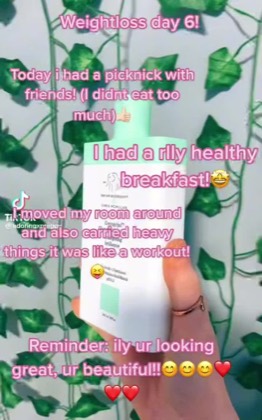 Weightloss day 6!
Today i had a picknick with
friends! (I didnt eat too
much)👍🏻
I had a rlly healthy
breakfast!🤩
I moved my room around
and also carried heavy
things it was like a workout!
😝
Reminder: ily ur looking
great, ur beautiful!!😊😊😊❤️
❤️❤️